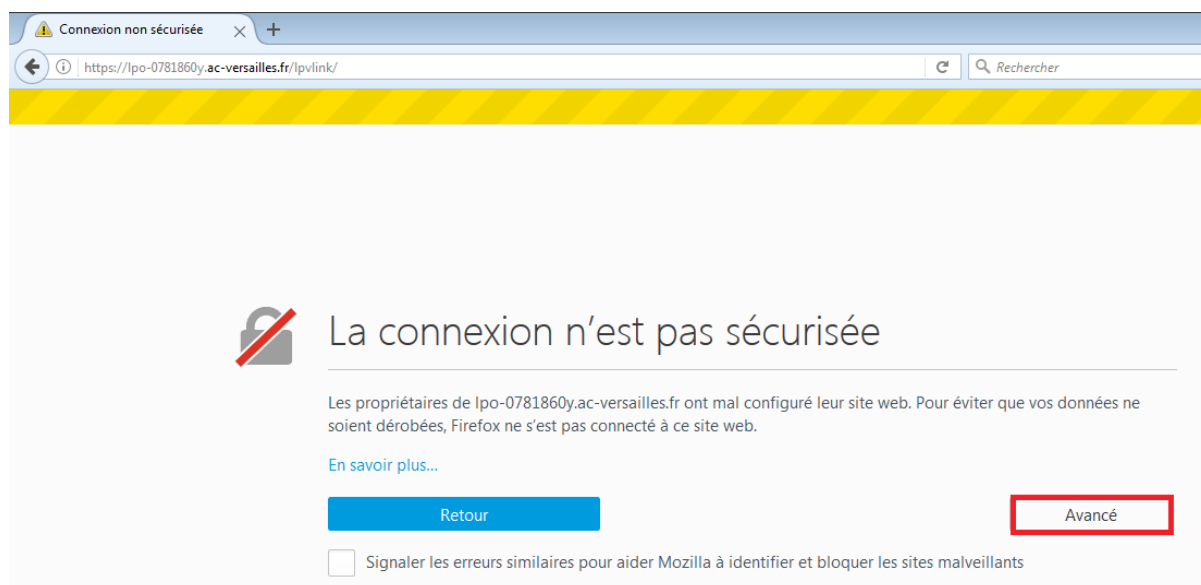 Connexion non sécurisée
https://lpo-0781860y.ac-versailles.fr/lpvlink/
Rechercher
La connexion n’est pas sécurisée
Les propriétaires de lpo-0781860y.ac-versailles.fr ont mal configuré leur site web. Pour éviter que vos données ne
soient dérobées, Firefox ne s’est pas connecté à ce site web.
En savoir plus...
Retour
Avancé
Signaler les erreurs similaires pour aider Mozilla à identifier et bloquer les sites malveillants